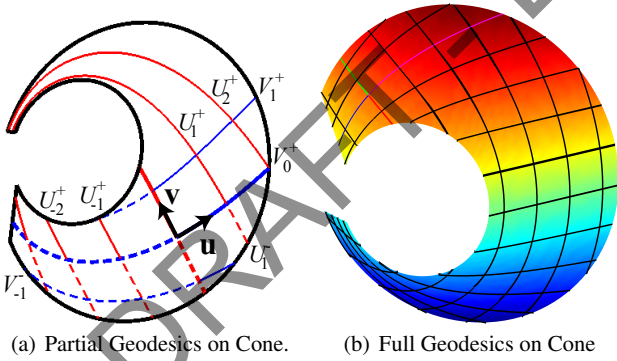 U₂⁺ V₁⁺
U₁⁺
V₀⁺
U₋₂⁺ U₋₁⁺ v
u U₁⁻
V₋₁⁻
(a) Partial Geodesics on Cone. (b) Full Geodesics on Cone
DRAFT